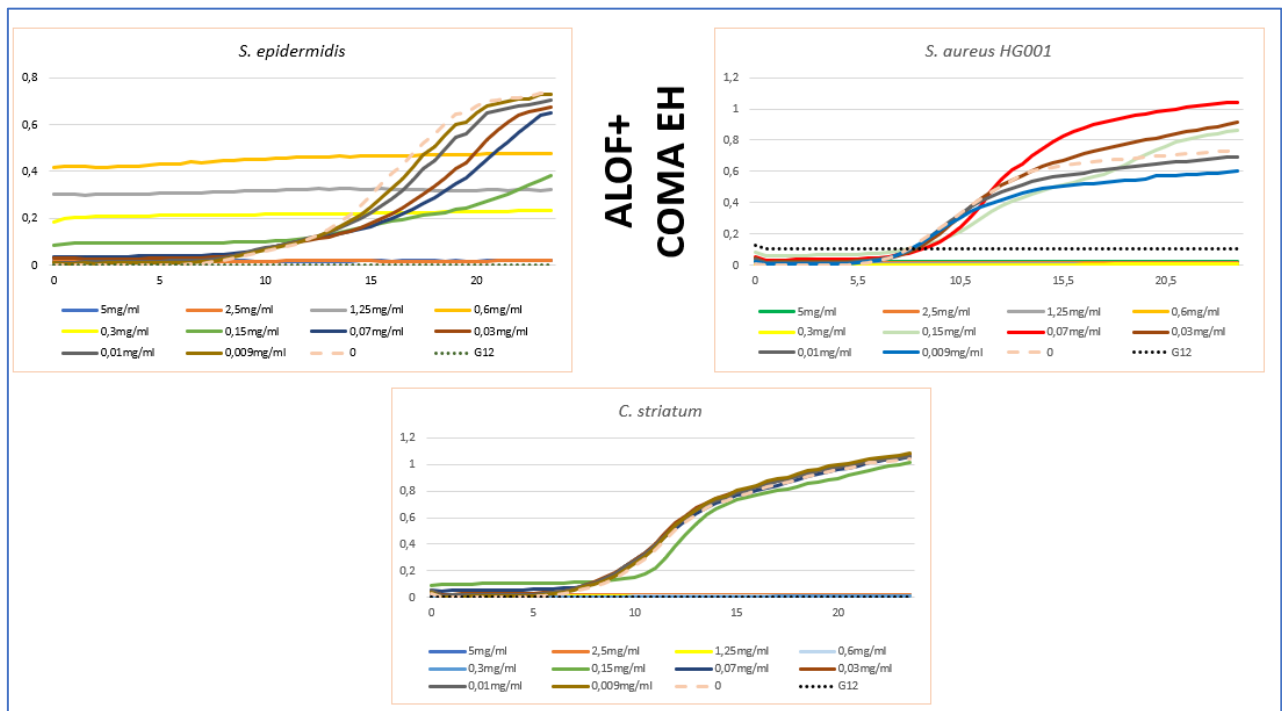 S. epidermidis
0,8
0,6
0,4
0,2
0
0 5 10 15 20
5mg/ml 2,5mg/ml 1,25mg/ml 0,6mg/ml
0,3mg/ml 0,15mg/ml 0,07mg/ml 0,03mg/ml
0,01mg/ml 0,009mg/ml 0 G12
ALOF+
COMA EH
S. aureus HG001
1,2
1
0,8
0,6
0,4
0,2
0
0 5,5 10,5 15,5 20,5
5mg/ml 2,5mg/ml 1,25mg/ml 0,6mg/ml
0,3mg/ml 0,15mg/ml 0,07mg/ml 0,03mg/ml
0,01mg/ml 0,009mg/ml 0 G12
C. striatum
1,2
1
0,8
0,6
0,4
0,2
0
0 5 10 15 20
5mg/ml 2,5mg/ml 1,25mg/ml 0,6mg/ml
0,3mg/ml 0,15mg/ml 0,07mg/ml 0,03mg/ml
0,01mg/ml 0,009mg/ml 0 G12